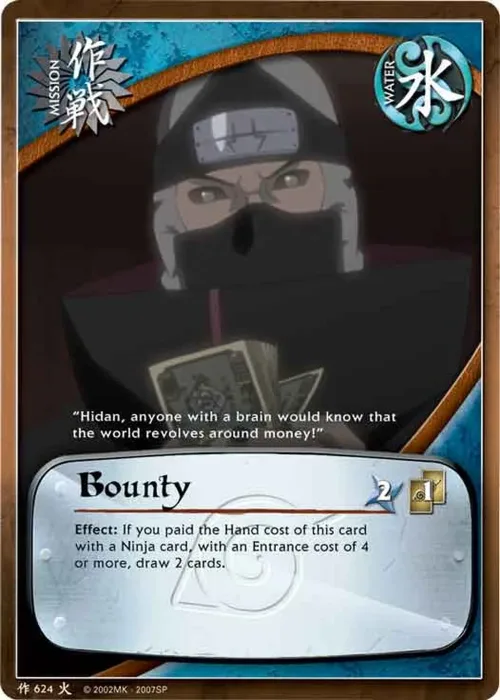 MISSION
作戦
WATER
水
"Hidan, anyone with a brain would know that
the world revolves around money!"
Bounty
2
1
Effect: If you paid the Hand cost of this card
with a Ninja card, with an Entrance cost of 4
or more, draw 2 cards.
作 624 火 © 2002MK · 2007SP